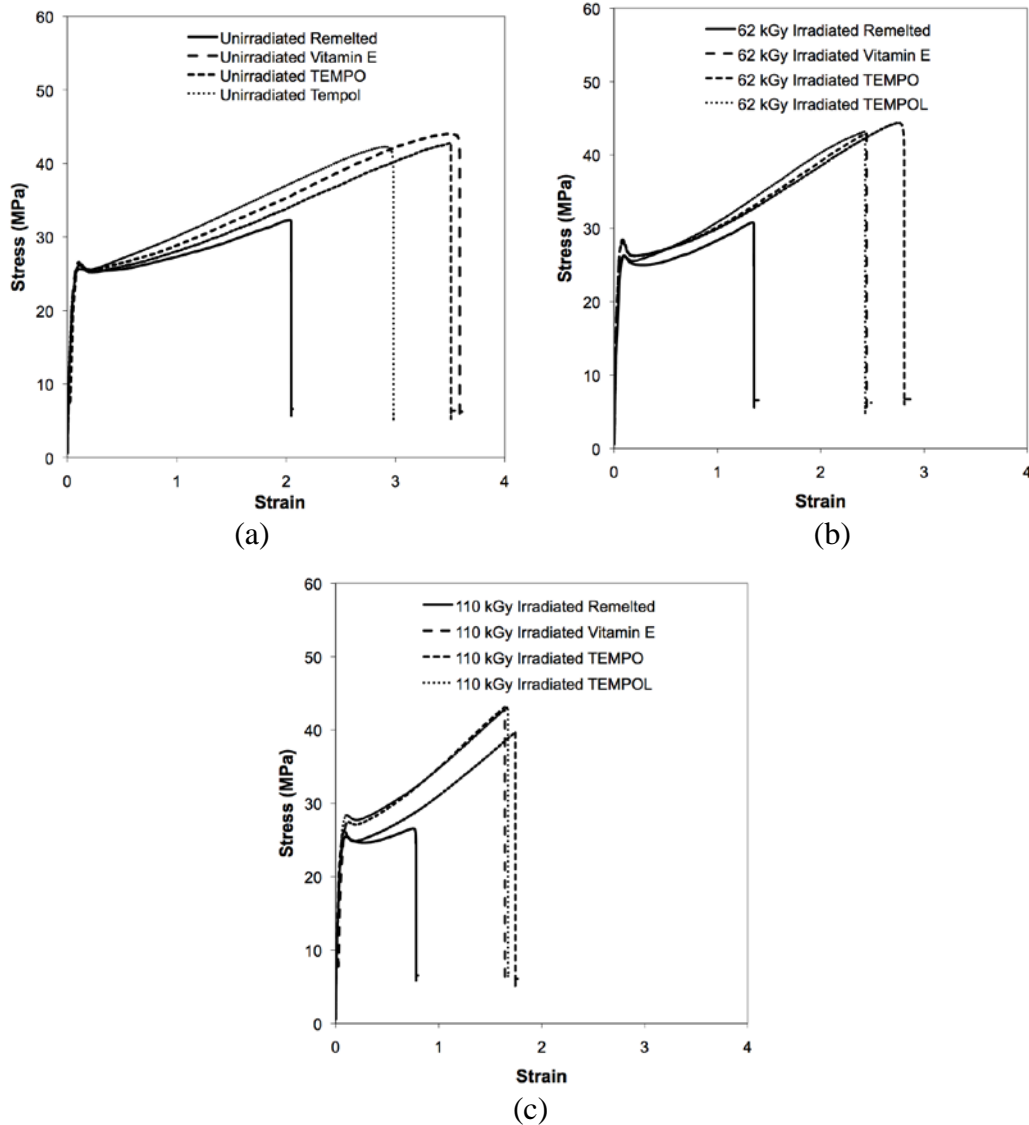 60
50
40
30
20
10
0
Stress (MPa)
Unirradiated Remelted
Unirradiated Vitamin E
Unirradiated TEMPO
Unirradiated Tempol
0 1 2 3 4
Strain
(a)
60
50
40
30
20
10
0
Stress (MPa)
62 kGy Irradiated Remelted
62 kGy Irradiated Vitamin E
62 kGy Irradiated TEMPO
62 kGy Irradiated TEMPOL
0 1 2 3 4
Strain
(b)
60
50
40
30
20
10
0
Stress (MPa)
110 kGy Irradiated Remelted
110 kGy Irradiated Vitamin E
110 kGy Irradiated TEMPO
110 kGy Irradiated TEMPOL
0 1 2 3 4
Strain
(c)